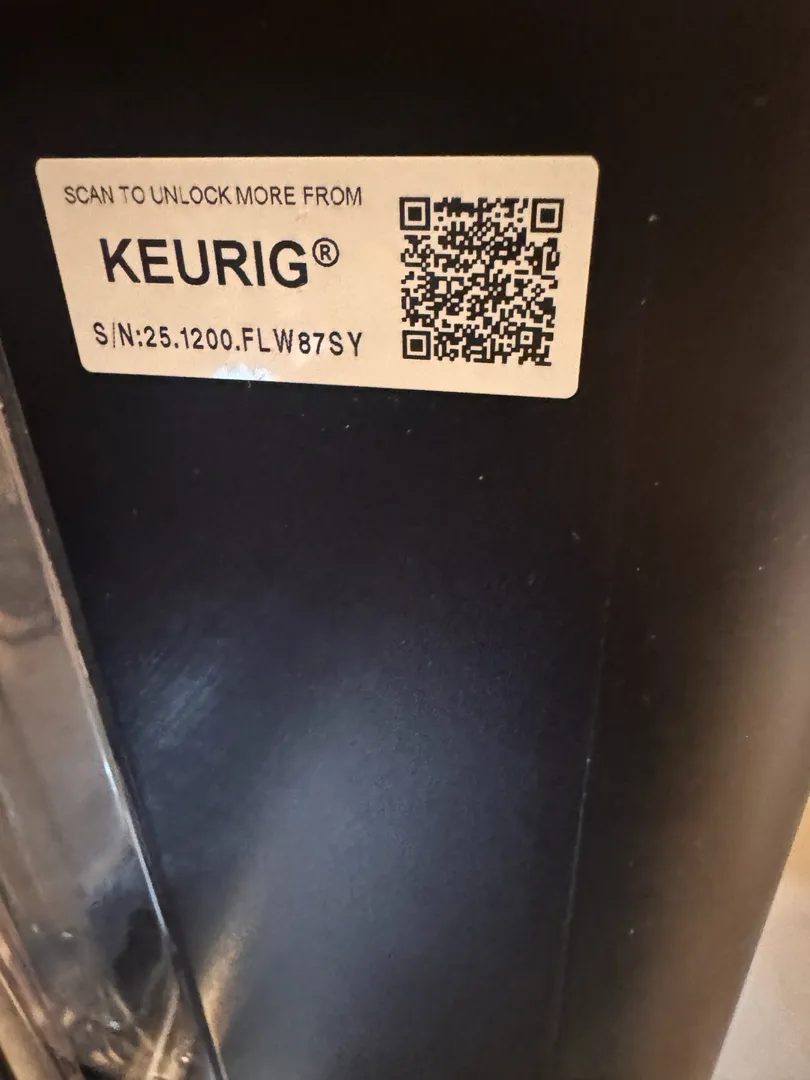 SCAN TO UNLOCK MORE FROM
KEURIG®
S/N:25.1200.FLW87SY